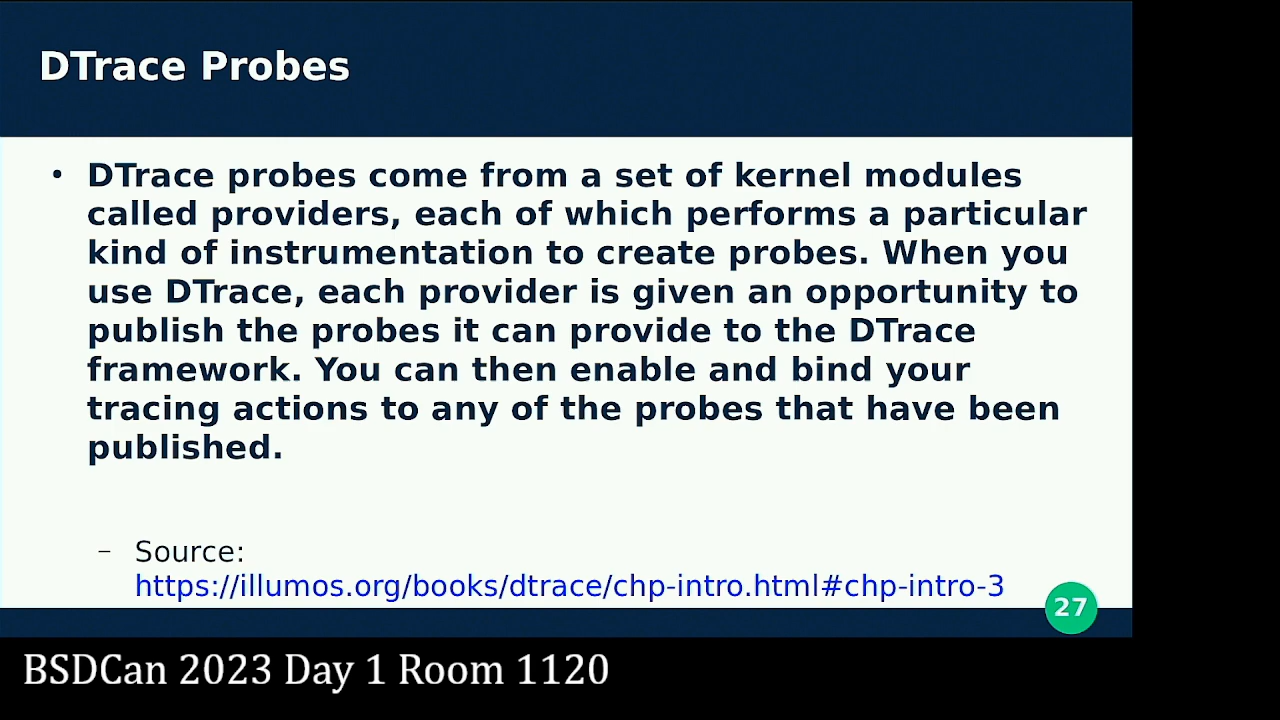 DTrace Probes
• DTrace probes come from a set of kernel modules
called providers, each of which performs a particular
kind of instrumentation to create probes. When you
use DTrace, each provider is given an opportunity to
publish the probes it can provide to the DTrace
framework. You can then enable and bind your
tracing actions to any of the probes that have been
published.
– Source:
https://illumos.org/books/dtrace/chp-intro.html#chp-intro-3
27
BSDCan 2023 Day 1 Room 1120